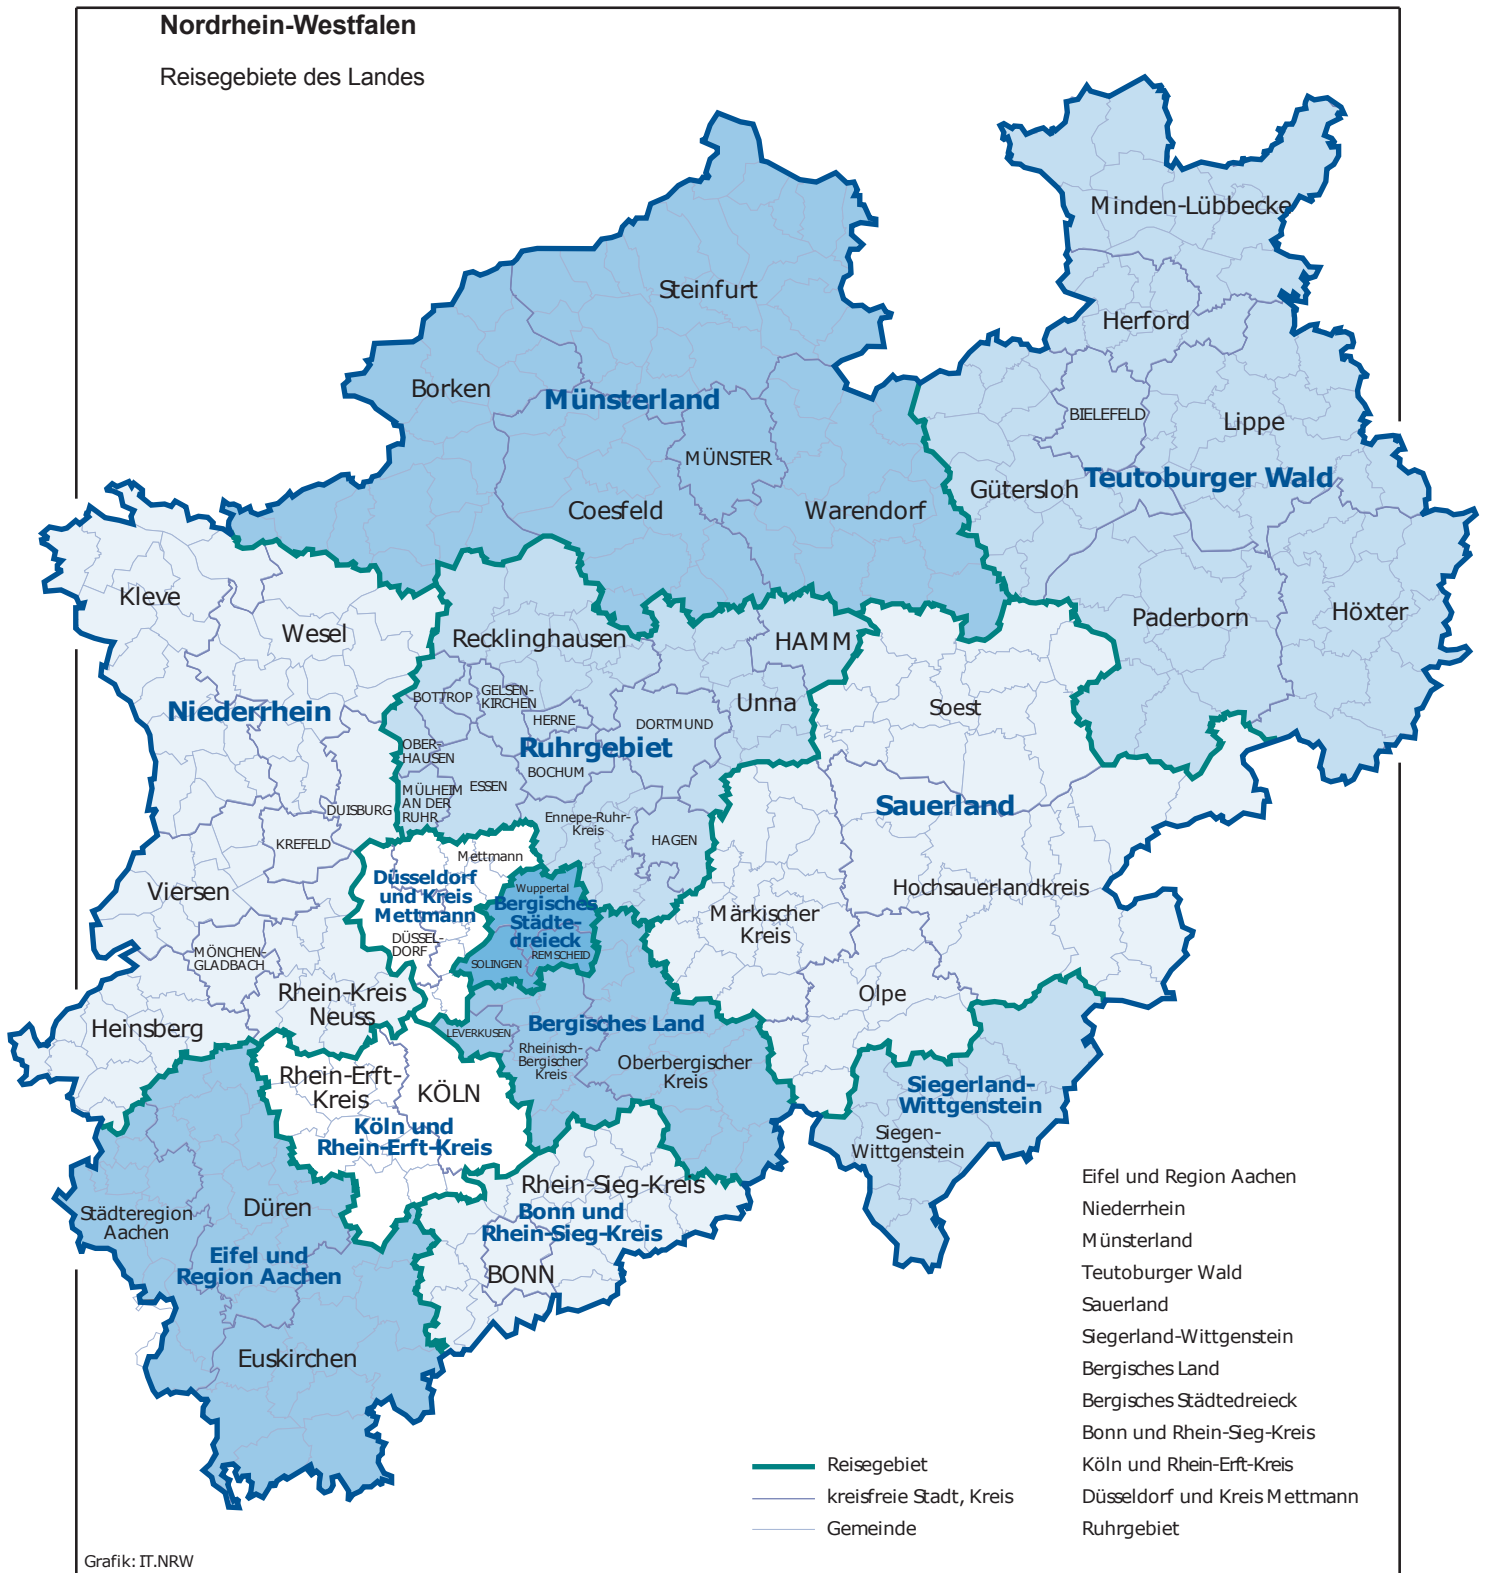 Nordrhein-Westfalen
Reisegebiete des Landes
Minden-Lübbecke
Steinfurt
Herford
Borken
Münsterland
BIELEFELD
Lippe
MÜNSTER
Teutoburger Wald
Gütersloh
Coesfeld
Warendorf
Kleve
Wesel
Recklinghausen
HAMM
Paderborn
Höxter
Niederrhein
BOTTROP
GELSEN-
KIRCHEN
HERNE
DORTMUND
Unna
Soest
OBER-
HAUSEN
Ruhrgebiet
BOCHUM
ESSEN
MÜLHEIM
AN DER
RUHR
DUISBURG
Ennepe-Ruhr-
Kreis
HAGEN
Sauerland
KREFELD
Mettmann
Viersen
Düsseldorf
und Kreis
Mettmann
Wuppertal
Bergisches
Städte-
dreieck
Hochsauerlandkreis
Märkischer
Kreis
MÖNCHEN-
GLADBACH
DÜSSEL-
DORF
SOLINGEN
REMSCHEID
Rhein-Kreis
Neuss
Olpe
Heinsberg
LEVERKUSEN
Bergisches Land
Rheinisch-
Bergischer
Kreis
Oberbergischer
Kreis
Rhein-Erft-
Kreis
KÖLN
Köln und
Rhein-Erft-Kreis
Siegerland-
Wittgenstein
Siegen-
Wittgenstein
Städteregion
Aachen
Düren
Rhein-Sieg-Kreis
Bonn und
Rhein-Sieg-Kreis
Eifel und
Region Aachen
BONN
Euskirchen
Eifel und Region Aachen
Niederrhein
Münsterland
Teutoburger Wald
Sauerland
Siegerland-Wittgenstein
Bergisches Land
Bergisches Städtedreieck
Bonn und Rhein-Sieg-Kreis
Köln und Rhein-Erft-Kreis
Düsseldorf und Kreis Mettmann
Ruhrgebiet
Reisegebiet
kreisfreie Stadt, Kreis
Gemeinde
Grafik: IT.NRW